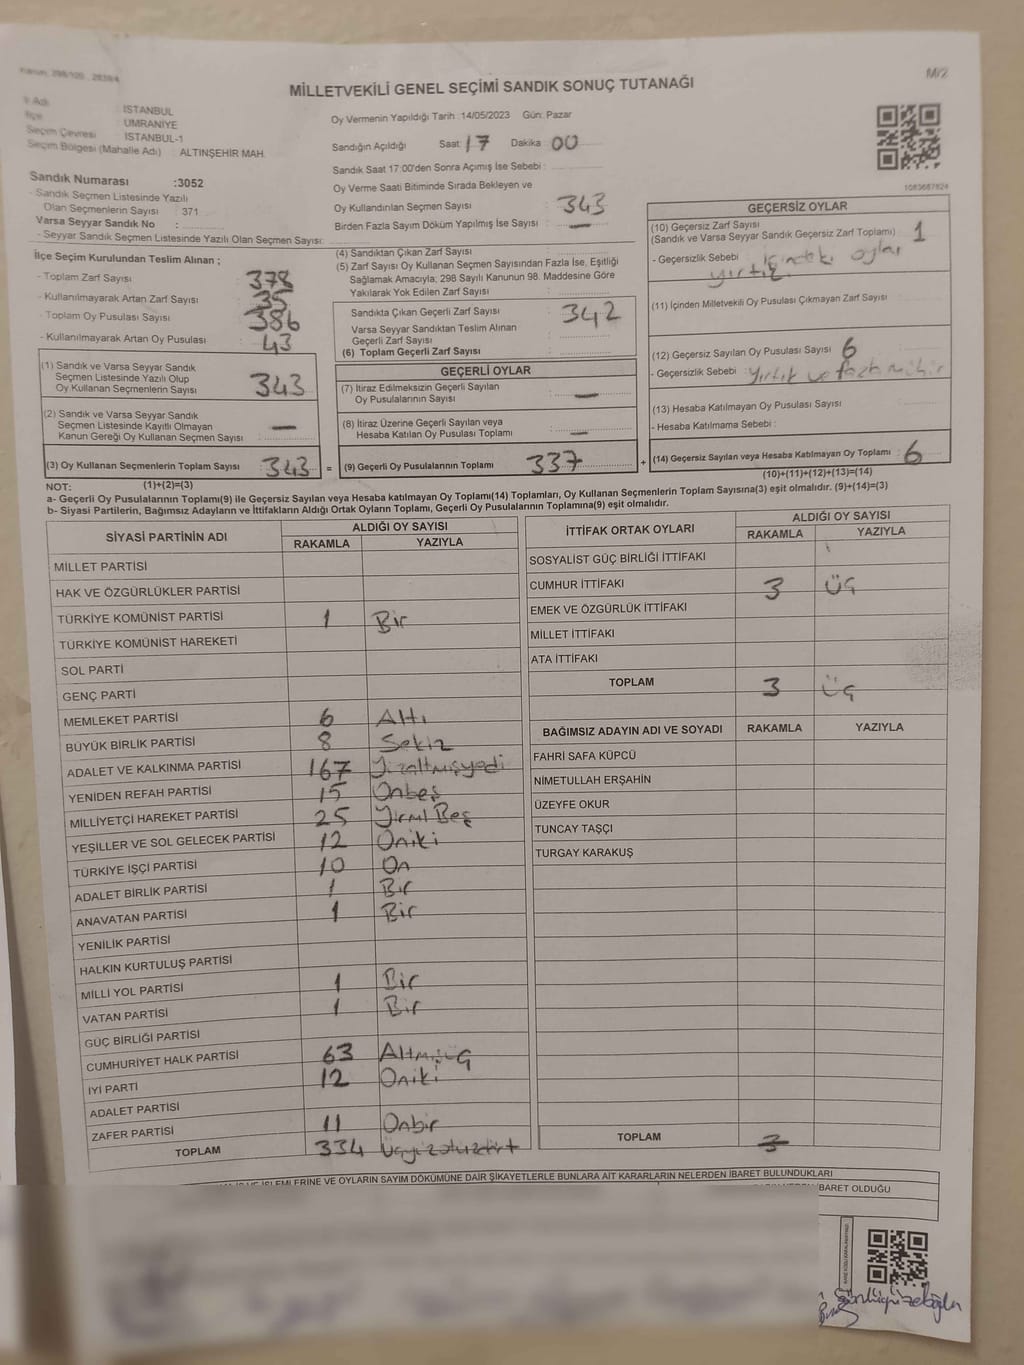 MİLLETVEKİLİ GENEL SEÇİMİ SANDIK SONUÇ TUTANAĞI
M/2
İl Adı : İSTANBUL
İlçe : ÜMRANİYE
Seçim Çevresi : İSTANBUL-1
Seçim Bölgesi (Mahalle Adı) : ALTINŞEHİR MAH.
Sandık Numarası :3052
- Sandık Seçmen Listesinde Yazılı
Olan Seçmenlerin Sayısı : 371
Varsa Seyyar Sandık No :
- Seyyar Sandık Seçmen Listesinde Yazılı Olan Seçmen Sayısı:
Oy Vermenin Yapıldığı Tarih : 14/05/2023 Gün: Pazar
Sandığın Açıldığı Saat 17 Dakika 00
Sandık Saat 17:00'den Sonra Açımış İse Sebebi :
Oy Verme Saati Bitiminde Sırada Bekleyen ve
Oy Kullandırılan Seçmen Sayısı : 343
Birden Fazla Sayım Döküm Yapılmış İse Sayısı : —
1083687824
İlçe Seçim Kurulundan Teslim Alınan ;
- Toplam Zarf Sayısı : 378
- Kullanılmayarak Artan Zarf Sayısı : 35
- Toplam Oy Pusulası Sayısı : 386
- Kullanılmayarak Artan Oy Pusulası : 43
(4) Sandıktan Çıkan Zarf Sayısı :
(5) Zarf Sayısı Oy Kullanan Seçmen Sayısından Fazla İse, Eşitliği
Sağlamak Amacıyla; 298 Sayılı Kanunun 98. Maddesine Göre
Yakılarak Yok Edilen Zarf Sayısı :
Sandıkta Çıkan Geçerli Zarf Sayısı : 342
Varsa Seyyar Sandıktan Teslim Alınan
Geçerli Zarf Sayısı :
(6) Toplam Geçerli Zarf Sayısı :
GEÇERSİZ OYLAR
(10) Geçersiz Zarf Sayısı
(Sandık ve Varsa Seyyar Sandık Geçersiz Zarf Toplamı) : 1
- Geçersizlik Sebebi : içindeki oylar
yırtık
(11) İçinden Milletvekili Oy Pusulası Çıkmayan Zarf Sayısı :
(12) Geçersiz Sayılan Oy Pusulası Sayısı : 6
- Geçersizlik Sebebi : Yırtık ve fazla mühür
(13) Hesaba Katılmayan Oy Pusulası Sayısı :
- Hesaba Katılmama Sebebi :
(14) Geçersiz Sayılan veya Hesaba Katılmayan Oy Toplamı : 6
(10)+(11)+(12)+(13)=(14)
(1) Sandık ve Varsa Seyyar Sandık
Seçmen Listesinde Yazılı Olup
Oy Kullanan Seçmenlerin Sayısı : 343
(2) Sandık ve Varsa Seyyar Sandık
Seçmen Listesinde Kayıtlı Olmayan
Kanun Gereği Oy Kullanan Seçmen Sayısı : —
(3) Oy Kullanan Seçmenlerin Toplam Sayısı : 343 =
(1)+(2)=(3)
GEÇERLİ OYLAR
(7) İtiraz Edilmeksizin Geçerli Sayılan
Oy Pusulalarının Sayısı : —
(8) İtiraz Üzerine Geçerli Sayılan veya
Hesaba Katılan Oy Pusulası Toplamı : —
(9) Geçerli Oy Pusulalarının Toplamı : 337 +
NOT:
a- Geçerli Oy Pusulalarının Toplamı(9) ile Geçersiz Sayılan veya Hesaba katılmayan Oy Toplamı(14) Toplamları, Oy Kullanan Seçmenlerin Toplam Sayısına(3) eşit olmalıdır. (9)+(14)=(3)
b- Siyasi Partilerin, Bağımsız Adayların ve İttifakların Aldığı Ortak Oyların Toplamı, Geçerli Oy Pusulalarının Toplamına(9) eşit olmalıdır.
SİYASİ PARTİNİN ADI ALDIĞI OY SAYISI
RAKAMLA YAZIYLA
MİLLET PARTİSİ
HAK VE ÖZGÜRLÜKLER PARTİSİ
TÜRKİYE KOMÜNİST PARTİSİ 1 Bir
TÜRKİYE KOMÜNİST HAREKETİ
SOL PARTİ
GENÇ PARTİ
MEMLEKET PARTİSİ 6 Altı
BÜYÜK BİRLİK PARTİSİ 8 Sekiz
ADALET VE KALKINMA PARTİSİ 167 Yüzaltmışyedi
YENİDEN REFAH PARTİSİ 15 Onbeş
MİLLİYETÇİ HAREKET PARTİSİ 25 Yirmi Beş
YEŞİLLER VE SOL GELECEK PARTİSİ 12 Oniki
TÜRKİYE İŞÇİ PARTİSİ 10 On
ADALET BİRLİK PARTİSİ 1 Bir
ANAVATAN PARTİSİ 1 Bir
YENİLİK PARTİSİ
HALKIN KURTULUŞ PARTİSİ
MİLLİ YOL PARTİSİ 1 Bir
VATAN PARTİSİ 1 Bir
GÜÇ BİRLİĞİ PARTİSİ
CUMHURİYET HALK PARTİSİ 63 Altmışüç
İYİ PARTİ 12 Oniki
ADALET PARTİSİ
ZAFER PARTİSİ 11 Onbir
TOPLAM 334 Üçyüzotuzdört
İTTİFAK ORTAK OYLARI ALDIĞI OY SAYISI
RAKAMLA YAZIYLA
SOSYALİST GÜÇ BİRLİĞİ İTTİFAKI
CUMHUR İTTİFAKI 3 Üç
EMEK VE ÖZGÜRLÜK İTTİFAKI
MİLLET İTTİFAKI
ATA İTTİFAKI
TOPLAM 3 Üç
BAĞIMSIZ ADAYIN ADI VE SOYADI RAKAMLA YAZIYLA
FAHRİ SAFA KÜPCÜ
NİMETULLAH ERŞAHİN
ÜZEYFE OKUR
TUNCAY TAŞÇI
TURGAY KARAKUŞ
TOPLAM 3
İŞLEMLERİNE VE OYLARIN SAYIM DÖKÜMÜNE DAİR ŞİKAYETLERLE BUNLARA AİT KARARLARIN NELERDEN İBARET BULUNDUKLARI
İBARET OLDUĞU